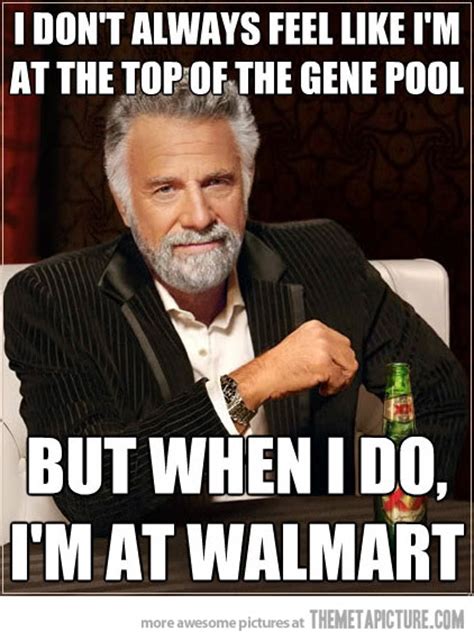 I DON'T ALWAYS FEEL LIKE I'M
AT THE TOP OF THE GENE POOL
XX
BUT WHEN I DO,
I'M AT WALMART
more awesome pictures at THEMETAPICTURE.COM